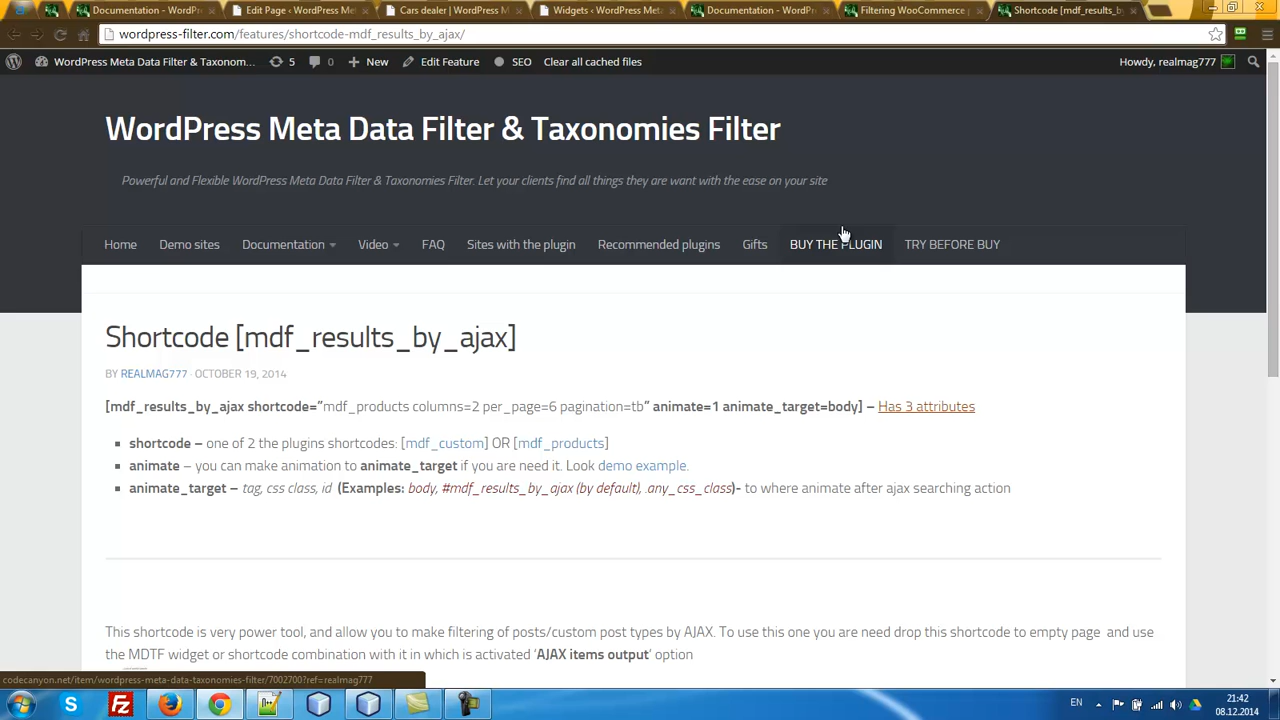 Documentation - WordPr
Edit Page ‹ WordPress Me
Cars dealer | WordPress M
Widgets ‹ WordPress Meta
Documentation - WordPr
Filtering WooCommerce
Shortcode [mdf_results_by
wordpress-filter.com/features/shortcode-mdf_results_by_ajax/
WordPress Meta Data Filter & Taxonom... 5 0 New Edit Feature SEO Clear all cached files Howdy, realmag777
WordPress Meta Data Filter & Taxonomies Filter
Powerful and Flexible WordPress Meta Data Filter & Taxonomies Filter. Let your clients find all things they are want with the ease on your site
Home Demo sites Documentation Video FAQ Sites with the plugin Recommended plugins Gifts BUY THE PLUGIN TRY BEFORE BUY
Shortcode [mdf_results_by_ajax]
BY REALMAG777 · OCTOBER 19, 2014
[mdf_results_by_ajax shortcode=”mdf_products columns=2 per_page=6 pagination=tb” animate=1 animate_target=body] – Has 3 attributes
shortcode – one of 2 the plugins shortcodes: [mdf_custom] OR [mdf_products]
animate – you can make animation to animate_target if you are need it. Look demo example.
animate_target – tag, css class, id (Examples: body, #mdf_results_by_ajax (by default), .any_css_class)- to where animate after ajax searching action
This shortcode is very power tool, and allow you to make filtering of posts/custom post types by AJAX. To use this one you are need drop this shortcode to empty page and use
the MDTF widget or shortcode combination with it in which is activated ‘AJAX items output’ option
codecanyon.net/item/wordpress-meta-data-taxonomies-filter/7002700?ref=realmag777
EN
21:42
08.12.2014